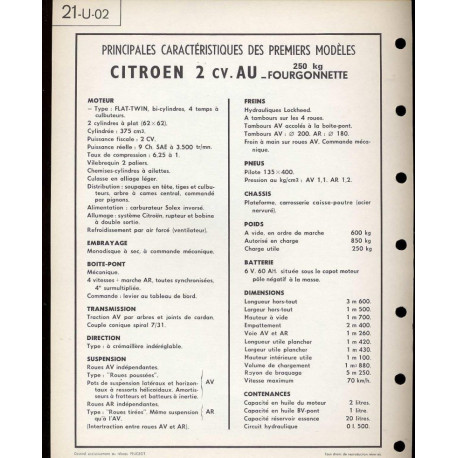 21-U-02
PRINCIPALES CARACTÉRISTIQUES DES PREMIERS MODÈLES
CITROEN 2 CV. AU - 250 kg FOURGONNETTE
MOTEUR
— Type : FLAT-TWIN, bi-cylindres, 4 temps à
culbuteurs.
2 cylindres à plat (62×62).
Cylindrée : 375 cm3.
Puissance fiscale : 2 CV.
Puissance réelle : 9 Ch. SAE à 3.500 tr/mn.
Taux de compression : 6,25 à 1.
Vilebrequin 2 paliers.
Chemises-cylindres à ailettes.
Culasse en alliage léger.
Distribution : soupapes en tête, tiges et culbu-
teurs, arbre à cames central, commandé
par pignons.
Alimentation : carburateur Solex inversé.
Allumage : système Citroën, rupteur et bobine
à double sortie.
Refroidissement par air forcé (ventilateur).
EMBRAYAGE
Monodisque à sec, à commande mécanique.
BOITE-PONT
Mécanique.
4 vitesses + marche AR, toutes synchronisées,
4e surmultipliée.
Commande : levier au tableau de bord.
TRANSMISSION
Traction AV par arbres et joints de cardan.
Couple conique spiral 7/31.
DIRECTION
Type : à crémaillère indéréglable.
SUSPENSION
Roues AV indépendantes.
Type : "Roues poussées".
Pots de suspension latéraux et horizon-
taux à ressorts hélicoïdaux. Amortis-
seurs à frotteurs et batteurs à inertie.
AV
Roues AR indépendantes.
Type : "Roues tirées". Même suspension
qu'à l'AV.
AR
(Intertraction entre roues AV et AR).
FREINS
Hydrauliques Lockheed.
A tambours sur les 4 roues.
Tambours AV accolés à la boîte-pont.
Tambours AV : Ø 200. AR : Ø 180.
Frein à main sur roues AV. Commande méca-
nique.
PNEUS
Pilote 135×400.
Pression au kg/cm3 : AV 1,1. AR 1,2.
CHASSIS
Plateforme, carrosserie caisse-poutre (acier
nervuré).
POIDS
A vide, en ordre de marche 600 kg
Autorisé en charge 850 kg
Charge utile 250 kg
BATTERIE
6 V. 60 A/h située sous le capot moteur
pôle négatif à la masse.
DIMENSIONS
Longueur hors-tout 3 m 600.
Largeur hors-tout 1 m 500.
Hauteur à vide 1 m 700.
Empattement 2 m 400.
Voie AV et AR 1 m 260.
Longueur utile plancher 1 m 420.
Largeur utile plancher 1 m 430.
Hauteur intérieure utile 1 m 100.
Volume de chargement 1 m3 880.
Rayon de braquage 5 m 250.
Vitesse maximum 70 km/h.
CONTENANCES
Capacité en huile du moteur 2 litres.
Capacité en huile BV-pont 1 litre.
Capacité réservoir essence 20 litres.
Circuit hydraulique 0 l. 500.